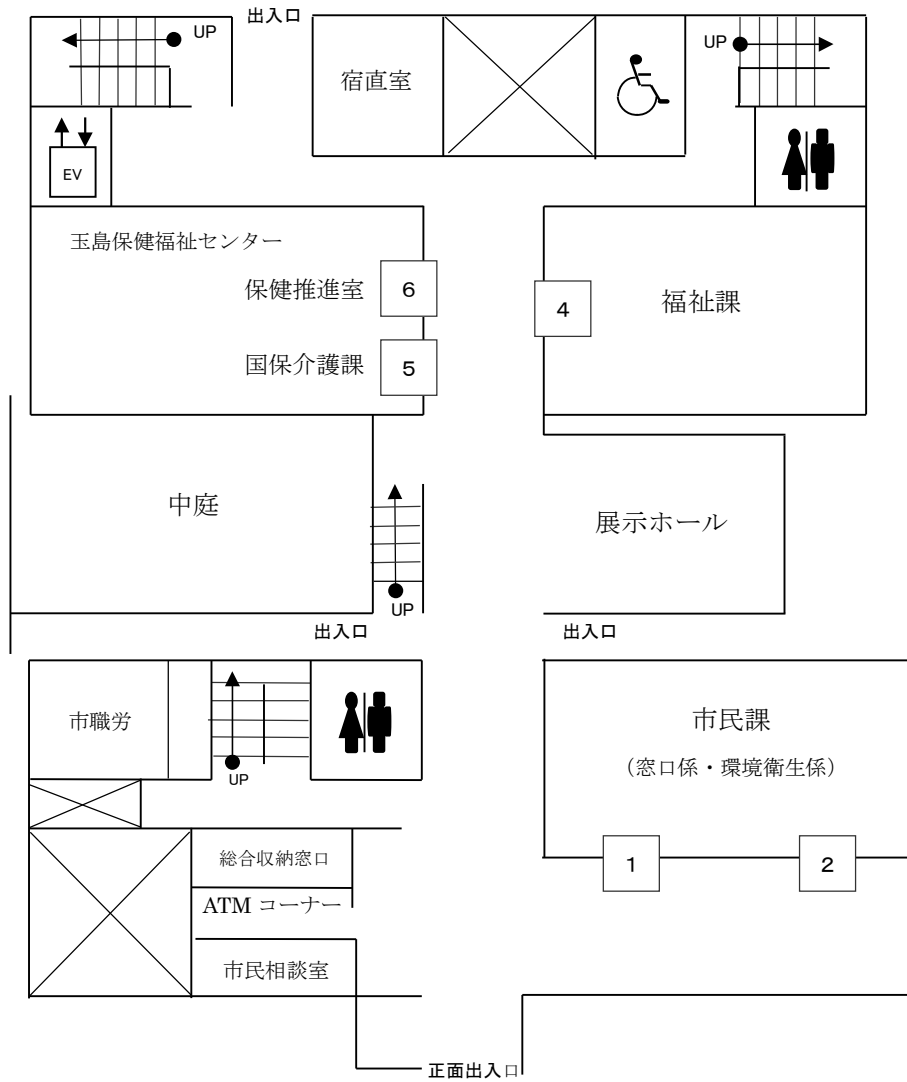 出入口
UP
UP
宿直室
EV
玉島保健福祉センター
保健推進室
6
4
福祉課
国保介護課
5
中庭
展示ホール
UP
出入口
出入口
市職労
UP
市民課
(窓口係・環境衛生係)
総合収納窓口
1
2
ATM コーナー
市民相談室
正面出入口